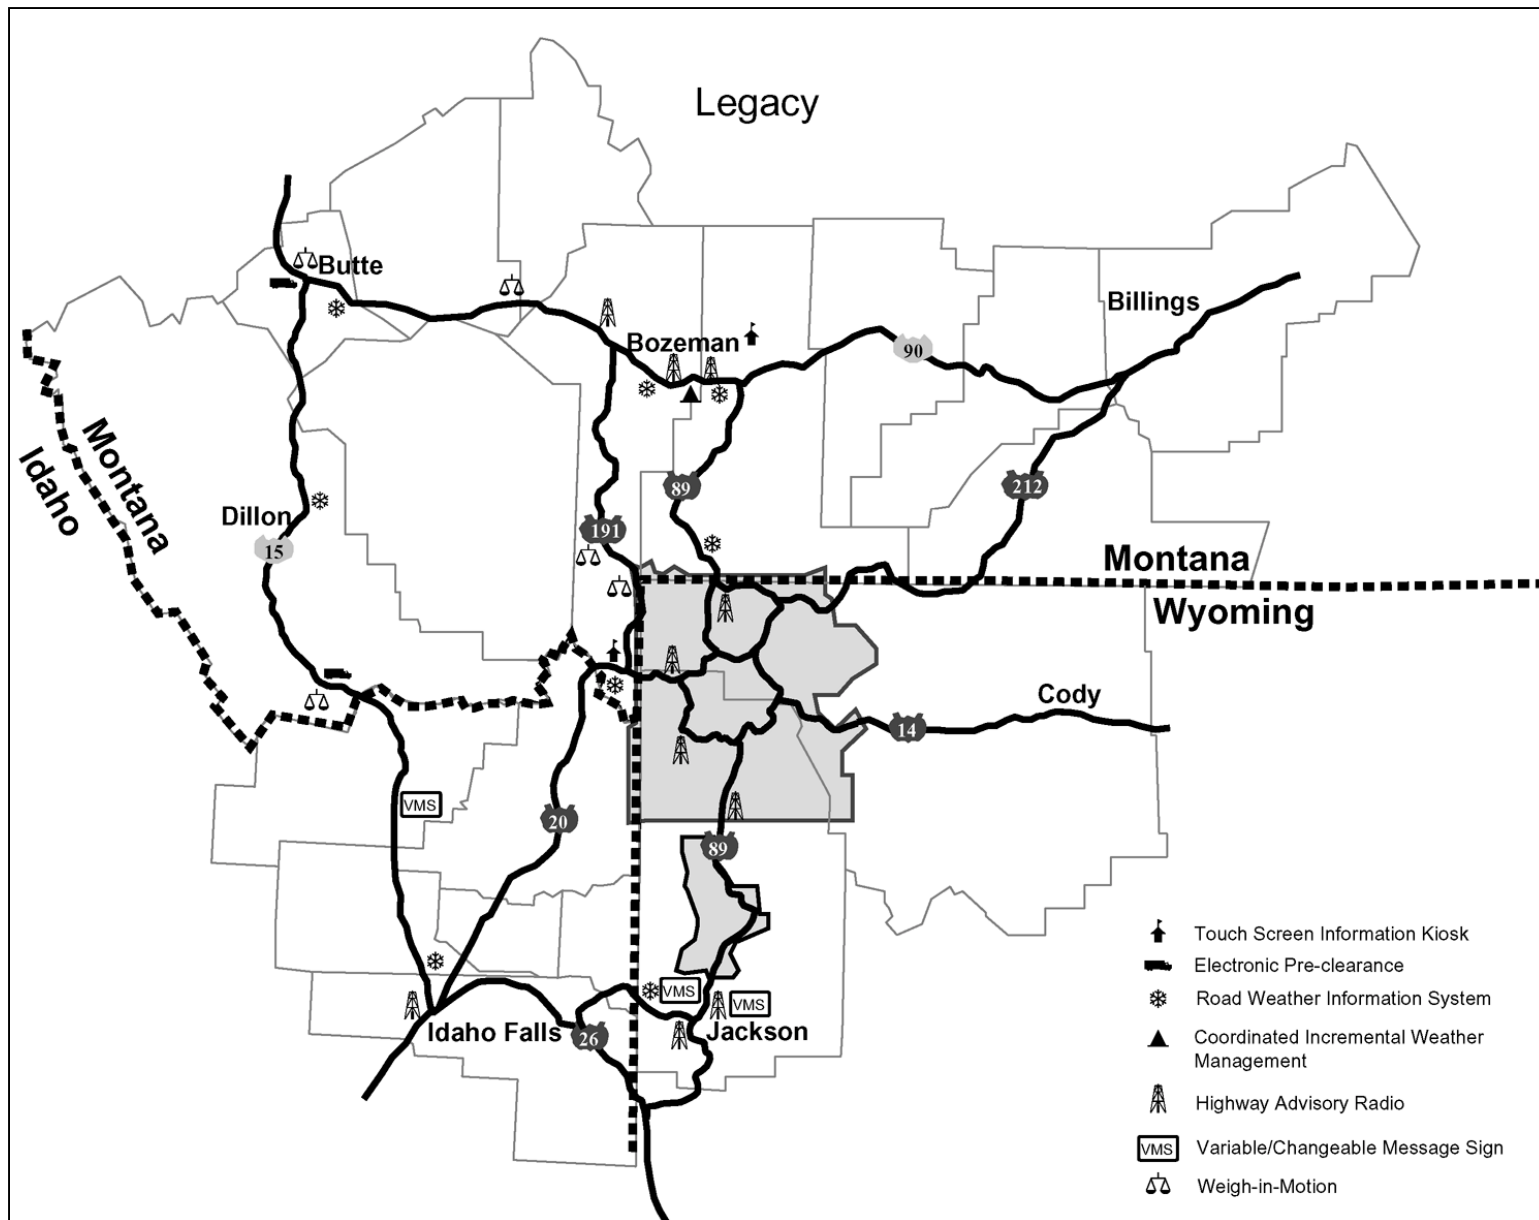 Legacy
Butte
Billings
Bozeman
90
Montana
Idaho
89
212
Dillon
191
15
Montana
Wyoming
Cody
14
VMS
20
89
Touch Screen Information Kiosk
Electronic Pre-clearance
VMS
VMS
Road Weather Information System
Idaho Falls
26
Jackson
Coordinated Incremental Weather
Management
Highway Advisory Radio
VMS
Variable/Changeable Message Sign
Weigh-in-Motion